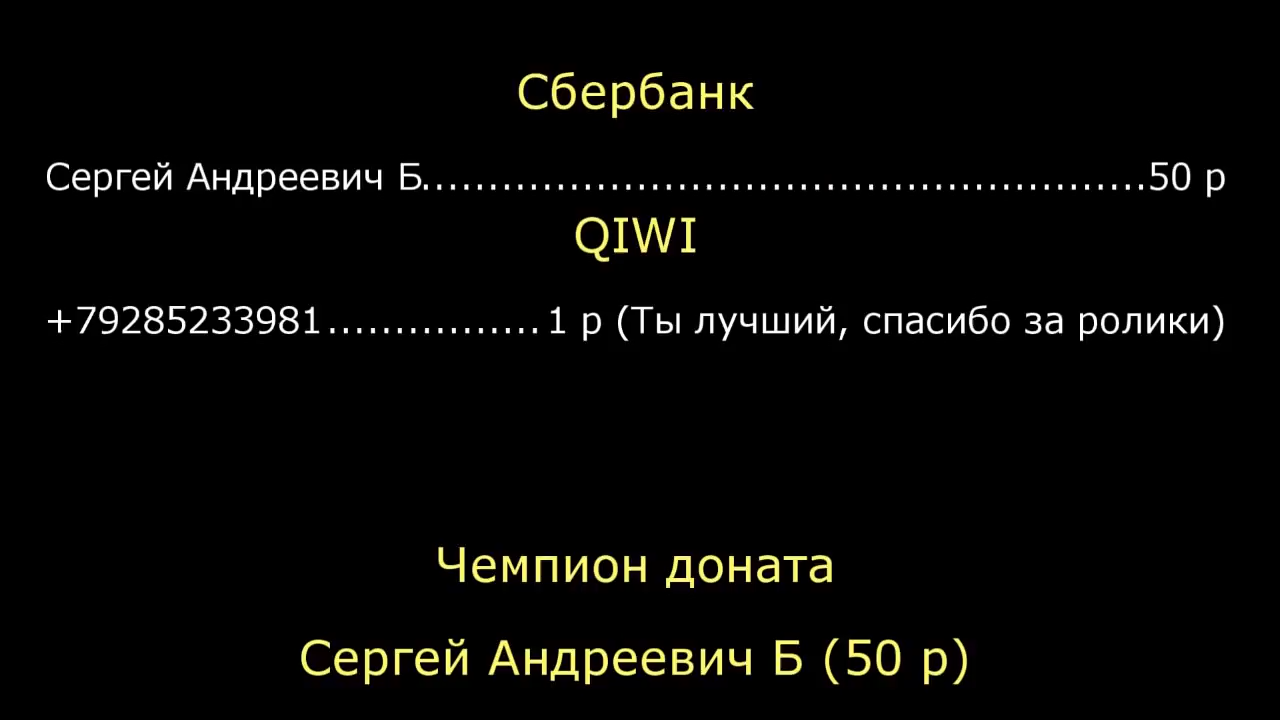 Сбербанк
Сергей Андреевич Б......................................................50 р
QIWI
+79285233981................1 р (Ты лучший, спасибо за ролики)
Чемпион доната
Сергей Андреевич Б (50 р)